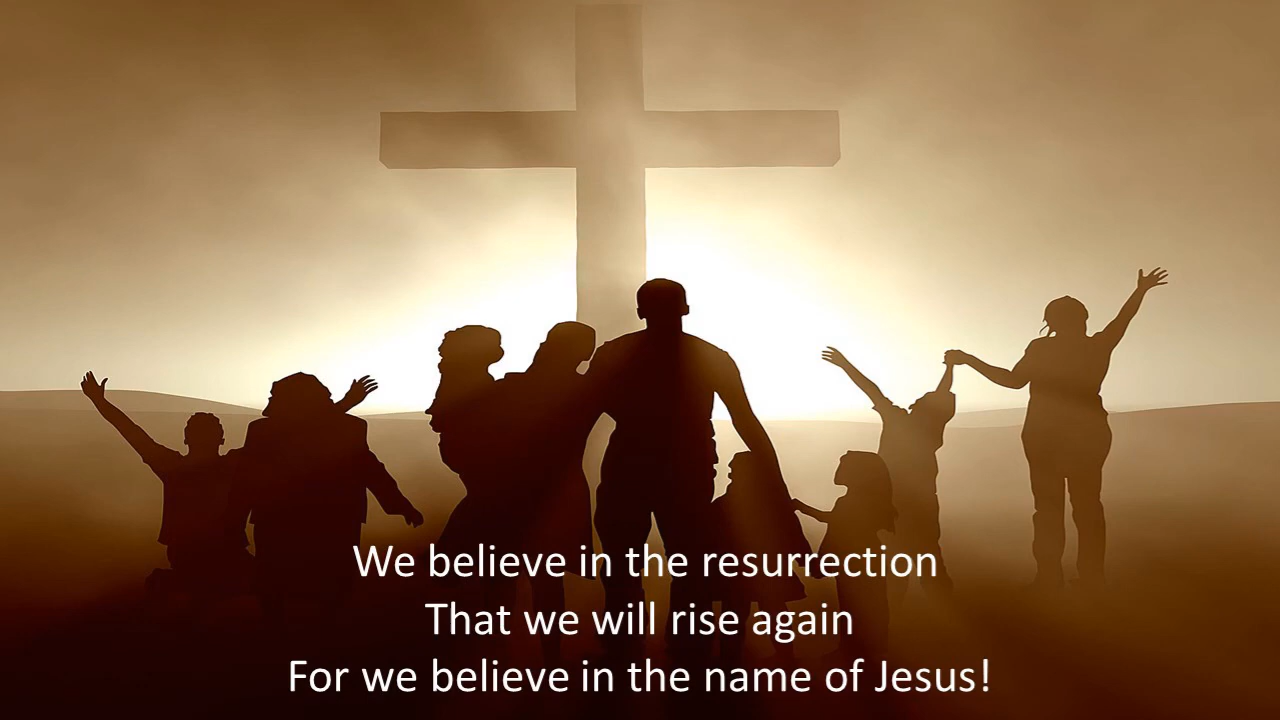 We believe in the resurrection
That we will rise again
For we believe in the name of Jesus!